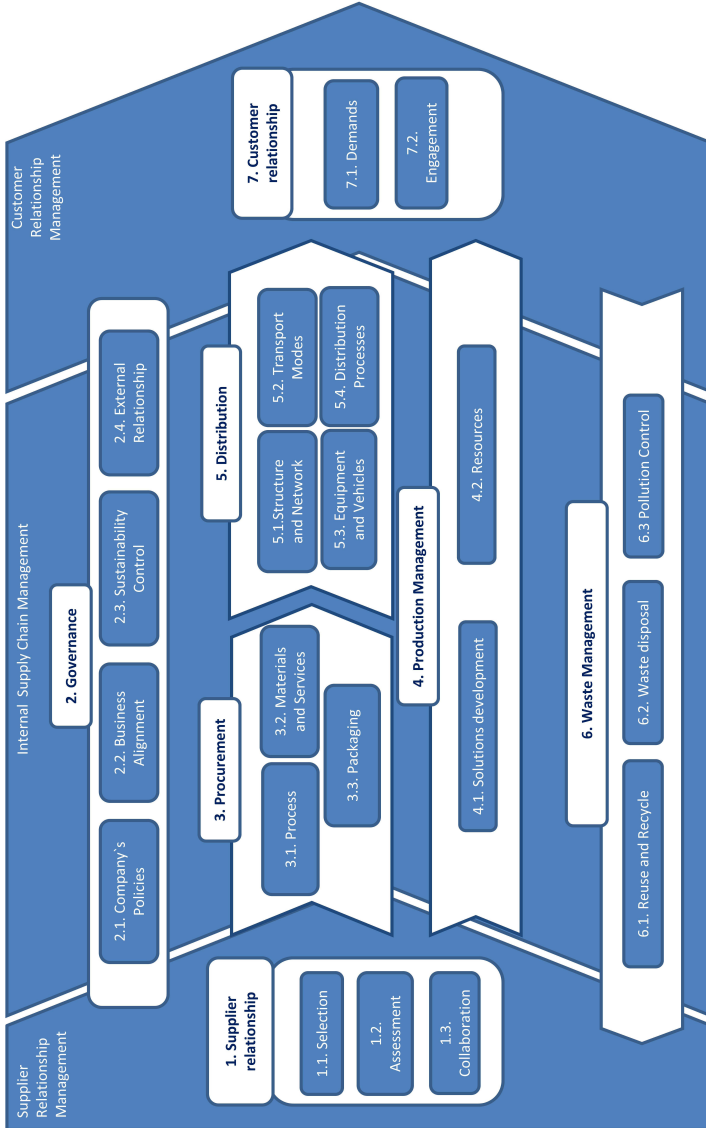 Supplier
Relationship
Management
Internal  Supply Chain Management
Customer
Relationship
Management
2. Governance
2.1. Company`s
Policies
2.2. Business
Alignment
2.3. Sustainability
Control
2.4. External
Relationship
1. Supplier
relationship
1.1. Selection
1.2.
Assessment
1.3.
Collaboration
3. Procurement
3.1. Process
3.2. Materials
and Services
3.3. Packaging
5. Distribution
5.1.Structure
and Network
5.2. Transport
Modes
5.3. Equipment
and Vehicles
5.4. Distribution
Processes
7. Customer
relationship
7.1. Demands
7.2.
Engagement
4. Production Management
4.1. Solutions development
4.2. Resources
6. Waste Management
6.1. Reuse and Recycle
6.2. Waste disposal
6.3 Pollution Control